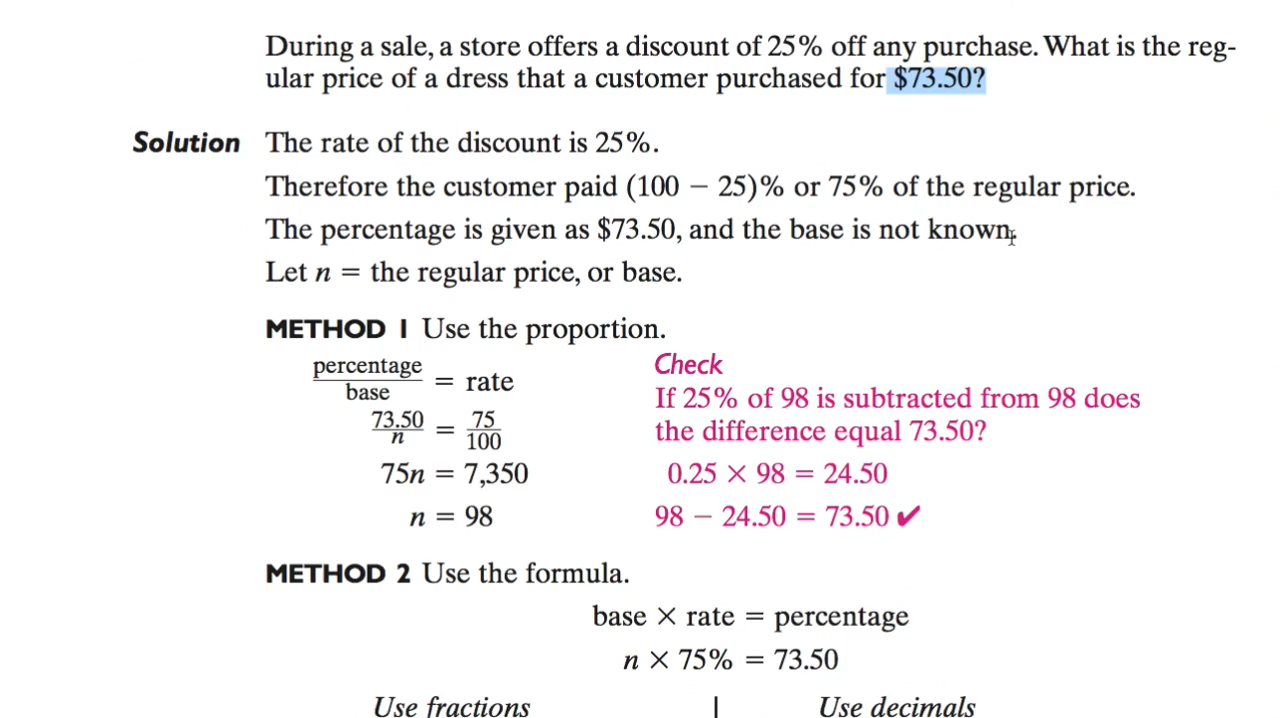 During a sale, a store offers a discount of 25% off any purchase. What is the reg-
ular price of a dress that a customer purchased for $73.50?
Solution The rate of the discount is 25%.
Therefore the customer paid (100 − 25)% or 75% of the regular price.
The percentage is given as $73.50, and the base is not known.
Let n = the regular price, or base.
METHOD 1 Use the proportion.
percentage/base = rate
73.50/n = 75/100
75n = 7,350
n = 98
Check
If 25% of 98 is subtracted from 98 does
the difference equal 73.50?
0.25 × 98 = 24.50
98 − 24.50 = 73.50 ✔
METHOD 2 Use the formula.
base × rate = percentage
n × 75% = 73.50
Use fractions | Use decimals